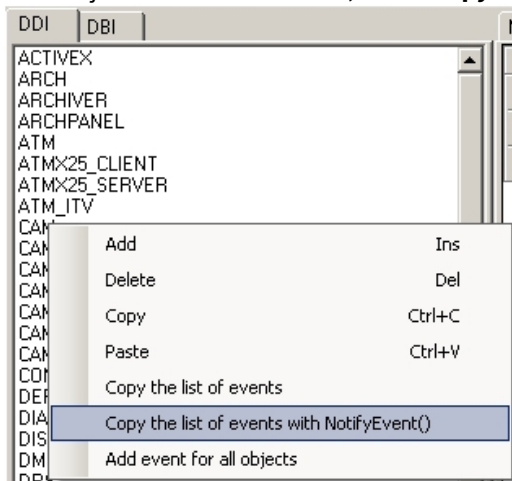 DDI DBI
ACTIVEX
ARCH
ARCHIVER
ARCHPANEL
ATM
ATMX25_CLIENT
ATMX25_SERVER
ATM_ITV
CAM
Add Ins
Delete Del
Copy Ctrl+C
Paste Ctrl+V
Copy the list of events
Copy the list of events with NotifyEvent()
Add event for all objects